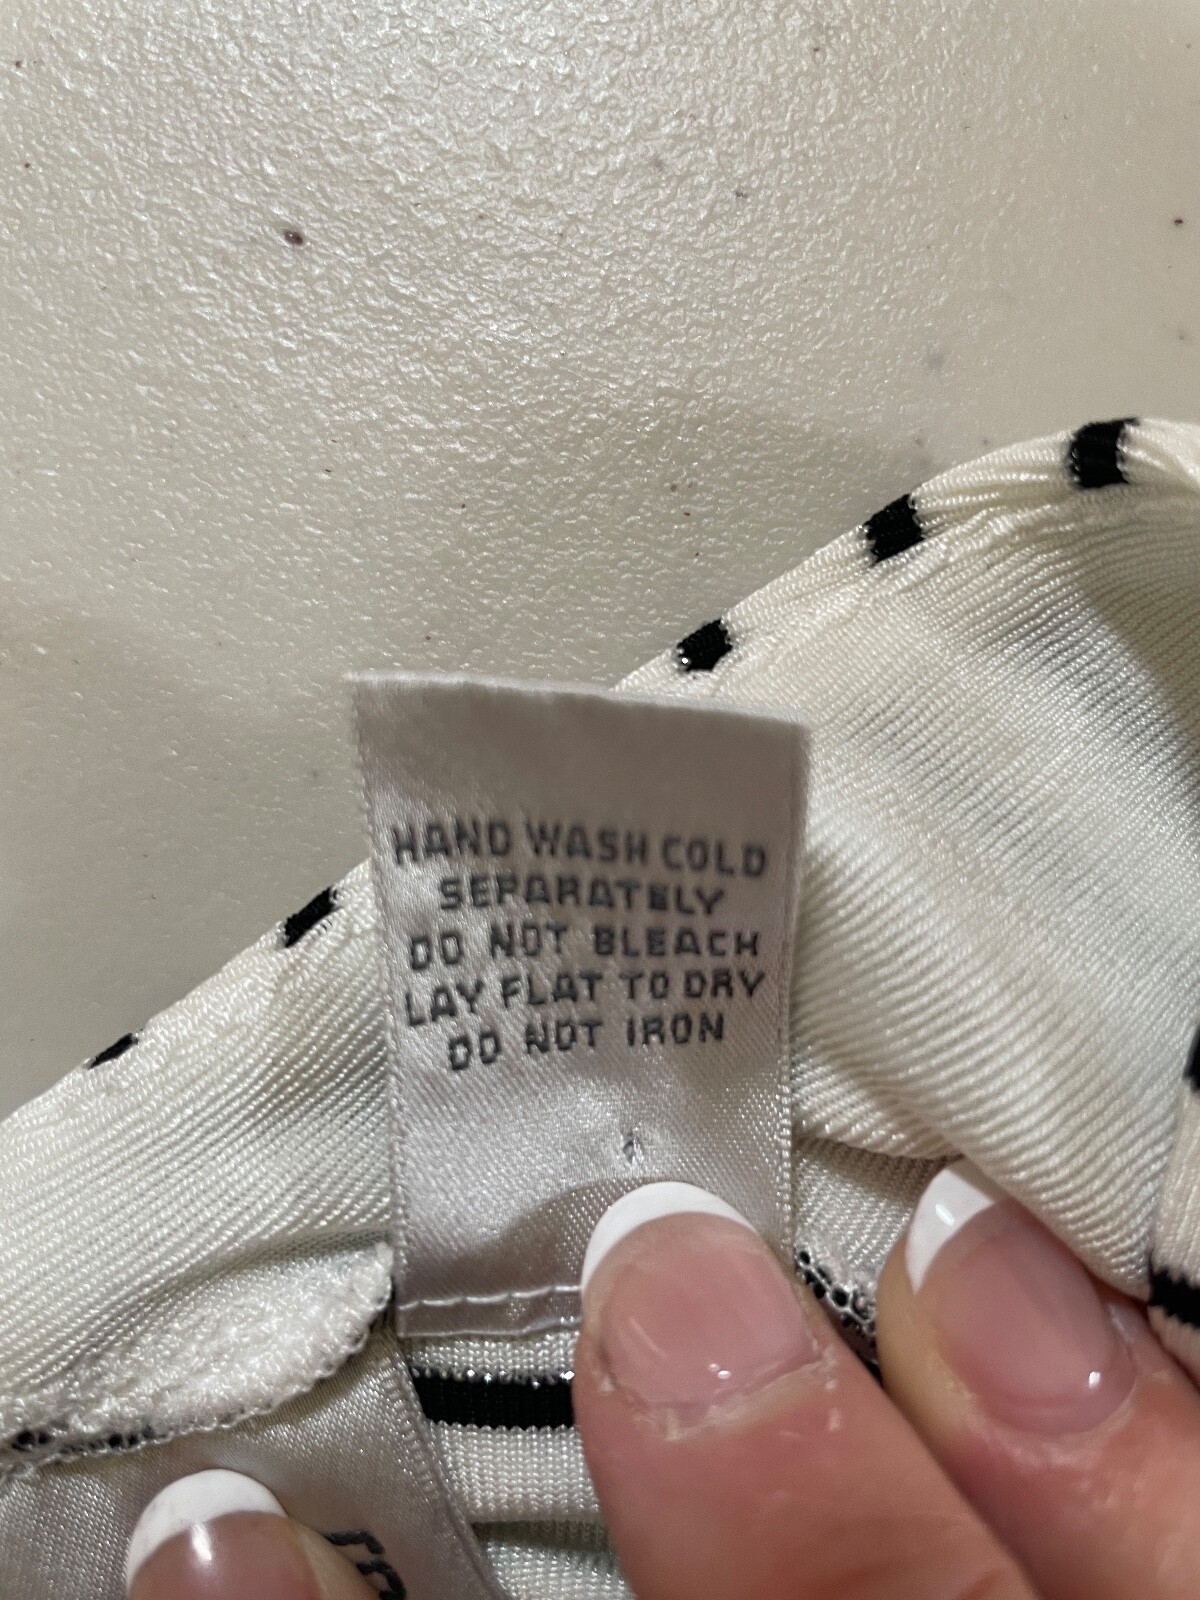 HAND WASH COLD
SEPARATELY
DO NOT BLEACH
LAY FLAT TO DRY
DO NOT IRON